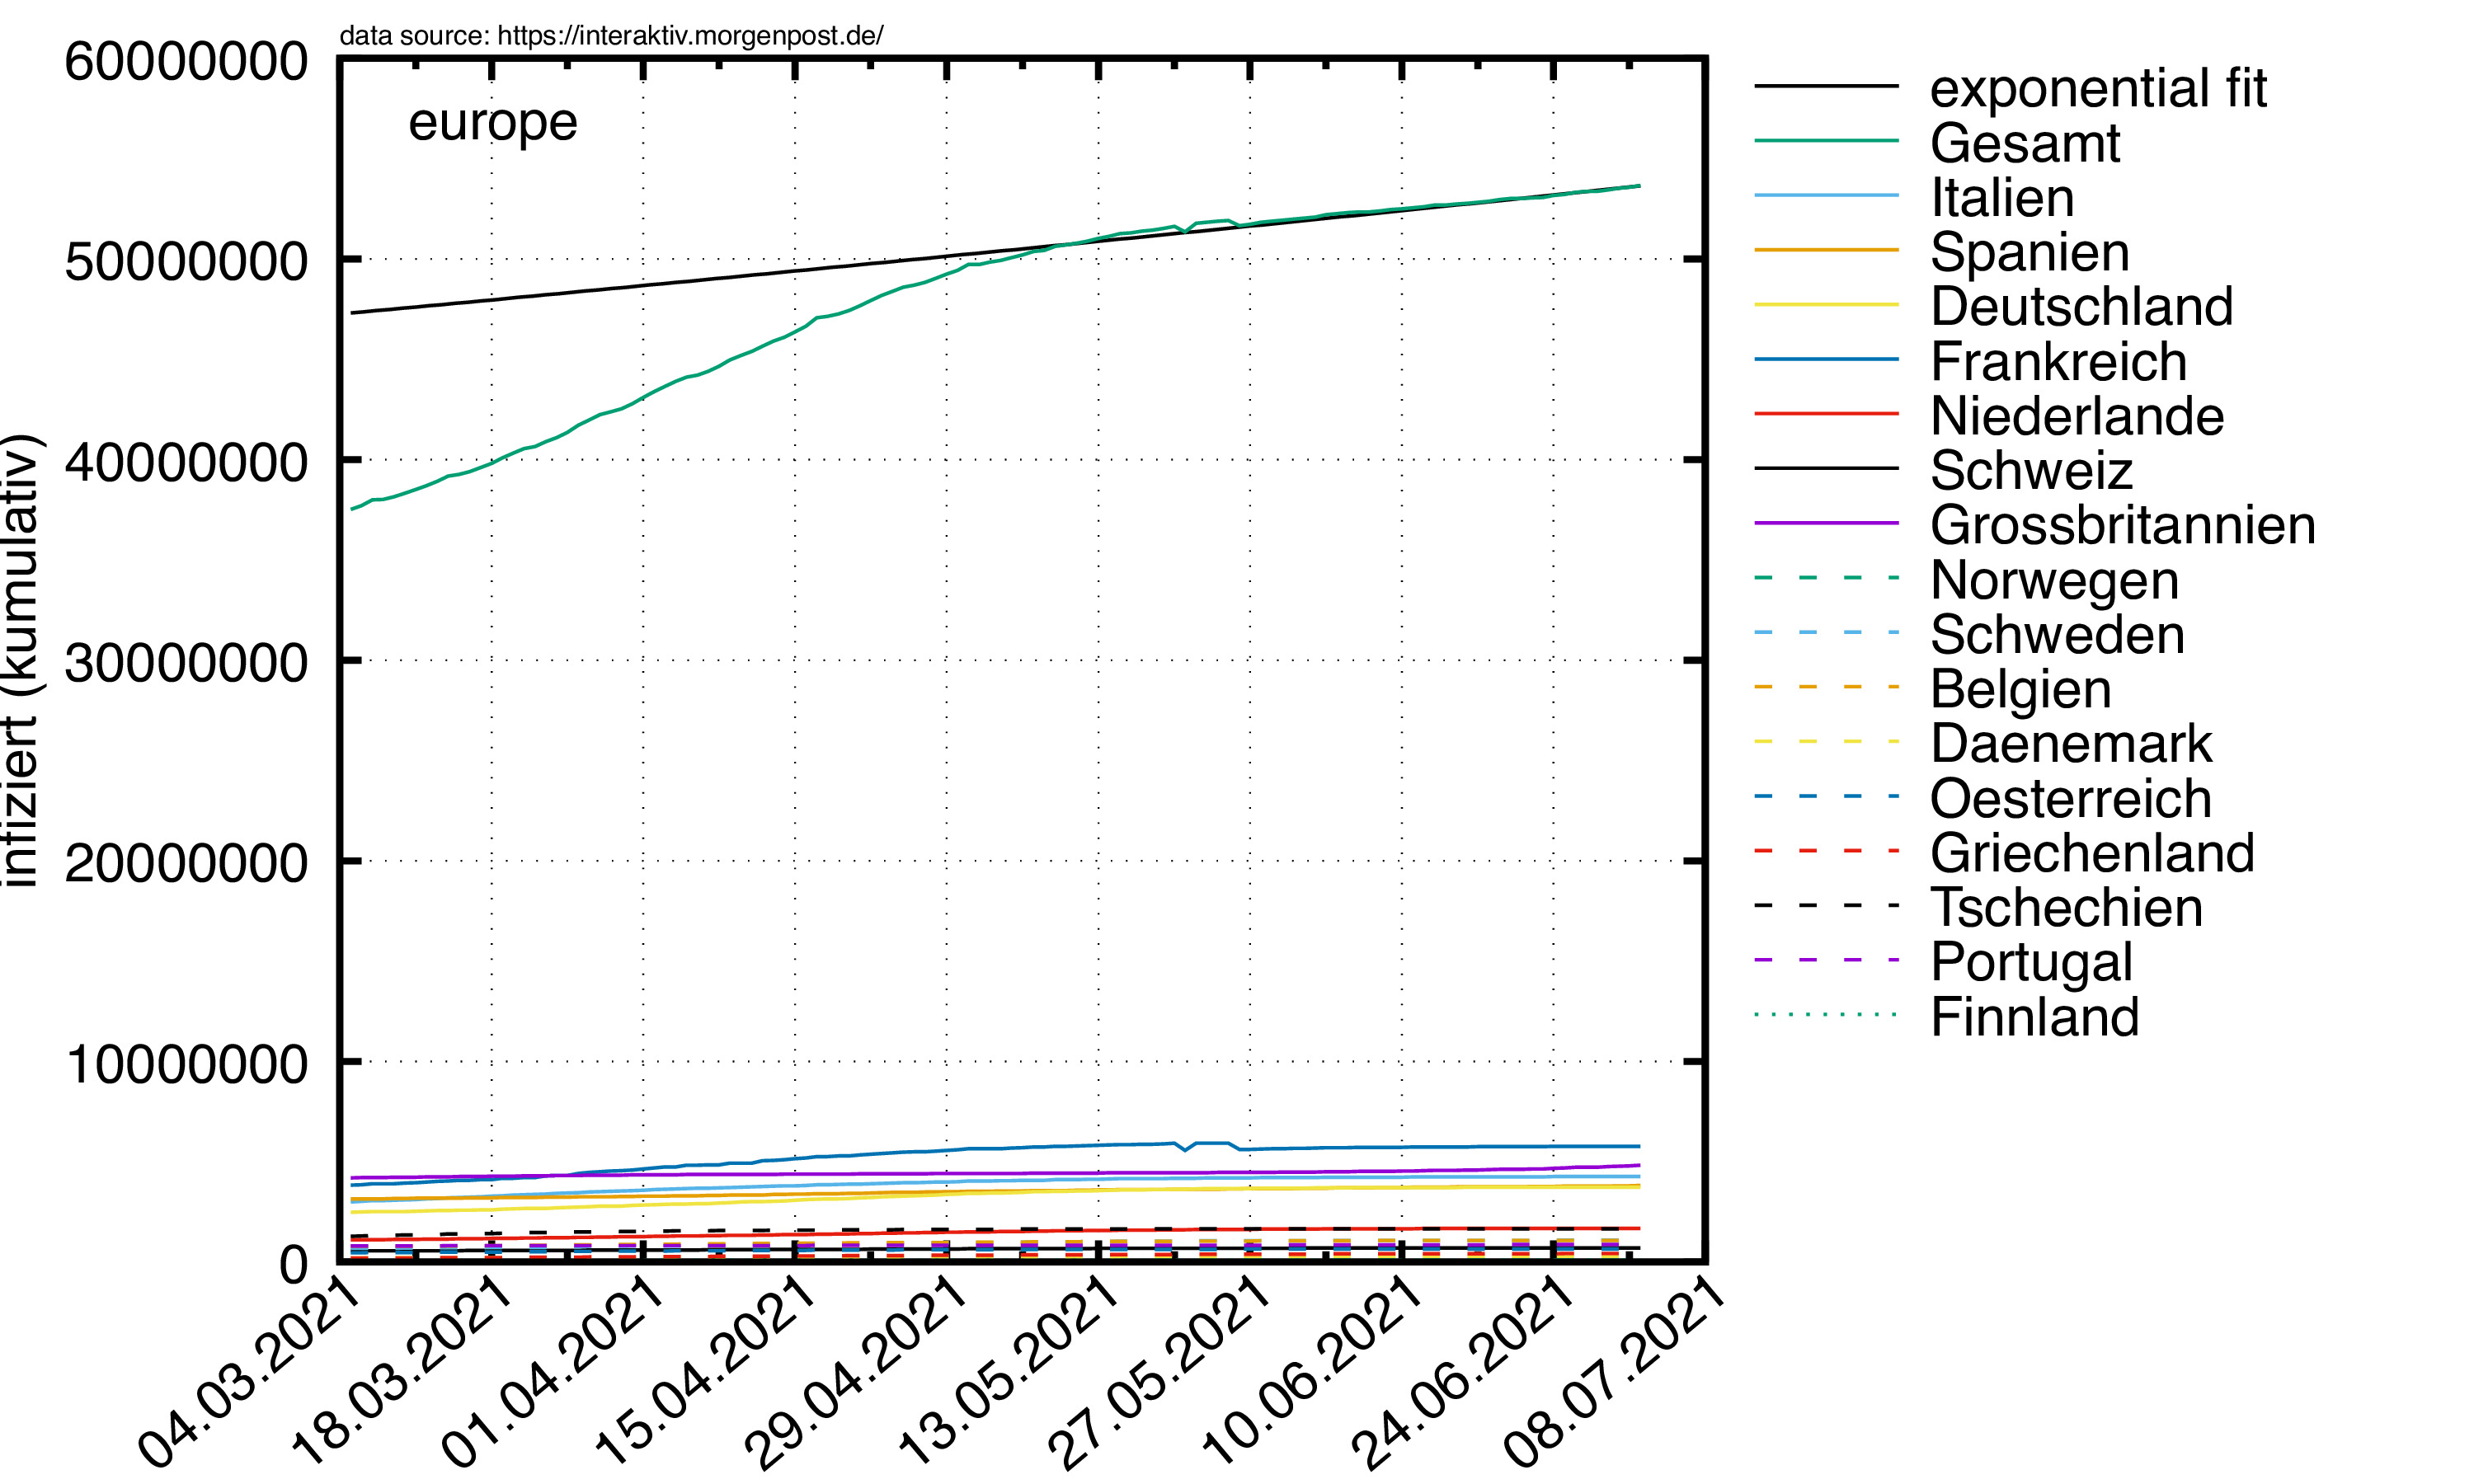 data source: https://interaktiv.morgenpost.de/
60000000
50000000
40000000
30000000
20000000
10000000
0
infiziert (kumulativ)
europe
04.03.2021
18.03.2021
01.04.2021
15.04.2021
29.04.2021
13.05.2021
27.05.2021
10.06.2021
24.06.2021
08.07.2021
exponential fit
Gesamt
Italien
Spanien
Deutschland
Frankreich
Niederlande
Schweiz
Grossbritannien
Norwegen
Schweden
Belgien
Daenemark
Oesterreich
Griechenland
Tschechien
Portugal
Finnland